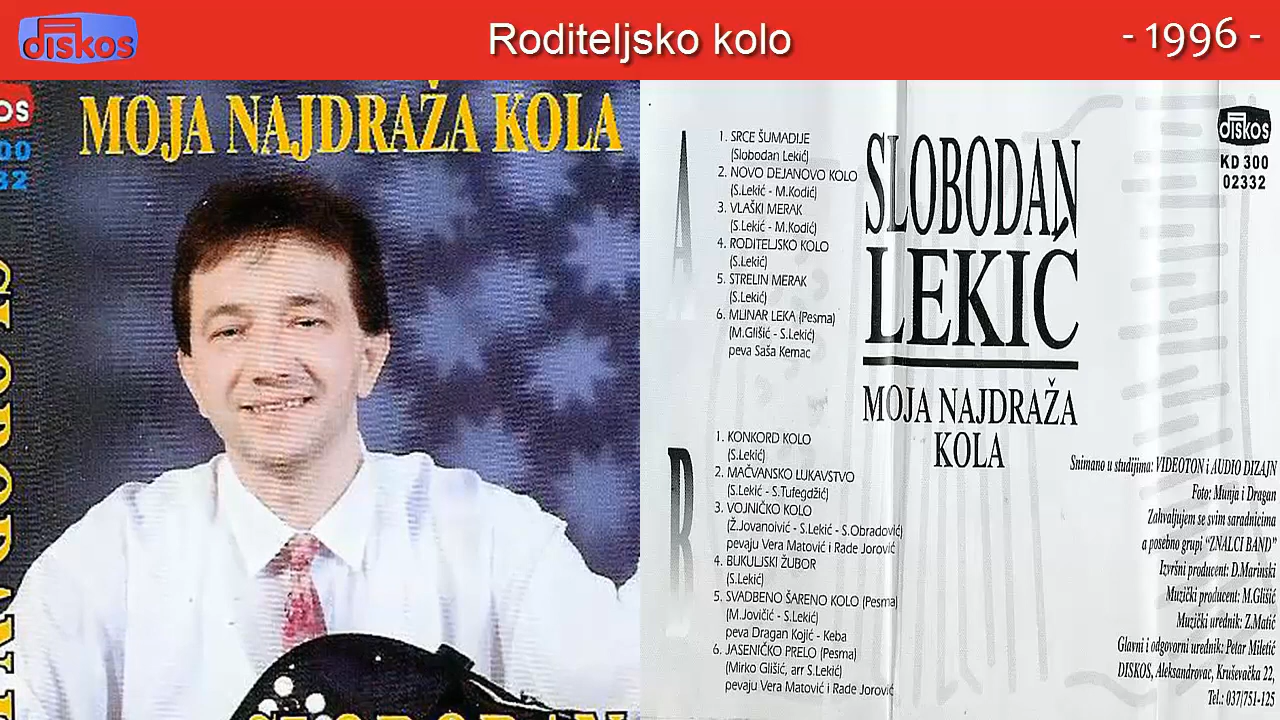 diskos
Roditeljsko kolo
- 1996 -
OS
00
32
MOJA NAJDRAŽA KOLA
SLOBODAN
SLOBODAN
A
1. SRCE ŠUMADIJE
(Slobodan Lekić)
2. NOVO DEJANOVO KOLO
(S.Lekić - M.Kodić)
3. VLAŠKI MERAK
(S.Lekić - M.Kodić)
4. RODITELJSKO KOLO
(S.Lekić)
5. STRELIN MERAK
(S.Lekić)
6. MLINAR LEKA (Pesma)
(M.Glišić - S.Lekić)
peva Saša Kernac
B
1. KONKORD KOLO
(S.Lekić)
2. MAČVANSKO LUKAVSTVO
(S.Lekić - S.Tufegdžić)
3. VOJNIČKO KOLO
(Ž.Jovanoivić - S.Lekić - S.Obradović)
pevaju Vera Matović i Rade Jorović
4. BUKULJSKI ŽUBOR
(S.Lekić)
5. SVADBENO ŠARENO KOLO (Pesma)
(M.Jovičić - S.Lekić)
peva Dragan Kojić - Keba
6. JASENIČKO PRELO (Pesma)
(Mirko Glišić, arr S.Lekić)
pevaju Vera Matović i Rade Jorović
SLOBODAN
LEKIĆ
MOJA NAJDRAŽA
KOLA
diskos
KD 300
02332
Snimano u studijima: VIDEOTON i AUDIO DIZAJN
Foto: Munja i Dragan
Zahvaljujem se svim saradnicima
a posebno grupi "ZNALCI BAND"
Izvršni producent: D.Marinski
Muzički producent: M.Glišić
Muzički urednik: Z.Matić
Glavni i odgovorni urednik: Petar Miletić
DISKOS, Aleksandrovac, Kruševačka 22,
Tel.: 037/751-125